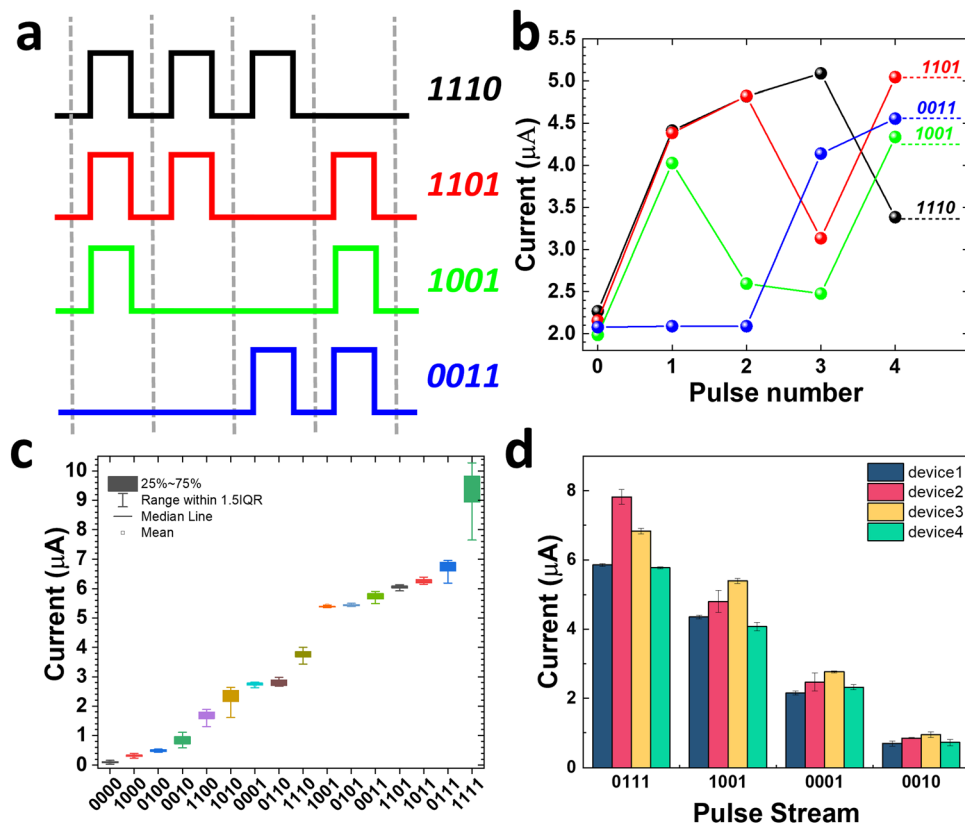 a
1110
1101
1001
0011
b
5.5
5.0
4.5
4.0
3.5
3.0
2.5
2.0
Current (μA)
1101
0011
1001
1110
0 1 2 3 4
Pulse number
c
10
9
8
7
6
5
4
3
2
1
0
Current (μA)
25%~75%
Range within 1.5IQR
Median Line
Mean
0000 1000 0100 0010 1100 1010 0001 0110 1110 1001 0101 0011 1101 1011 0111 1111
d
8
6
4
2
0
Current (μA)
device1
device2
device3
device4
0111 1001 0001 0010
Pulse Stream